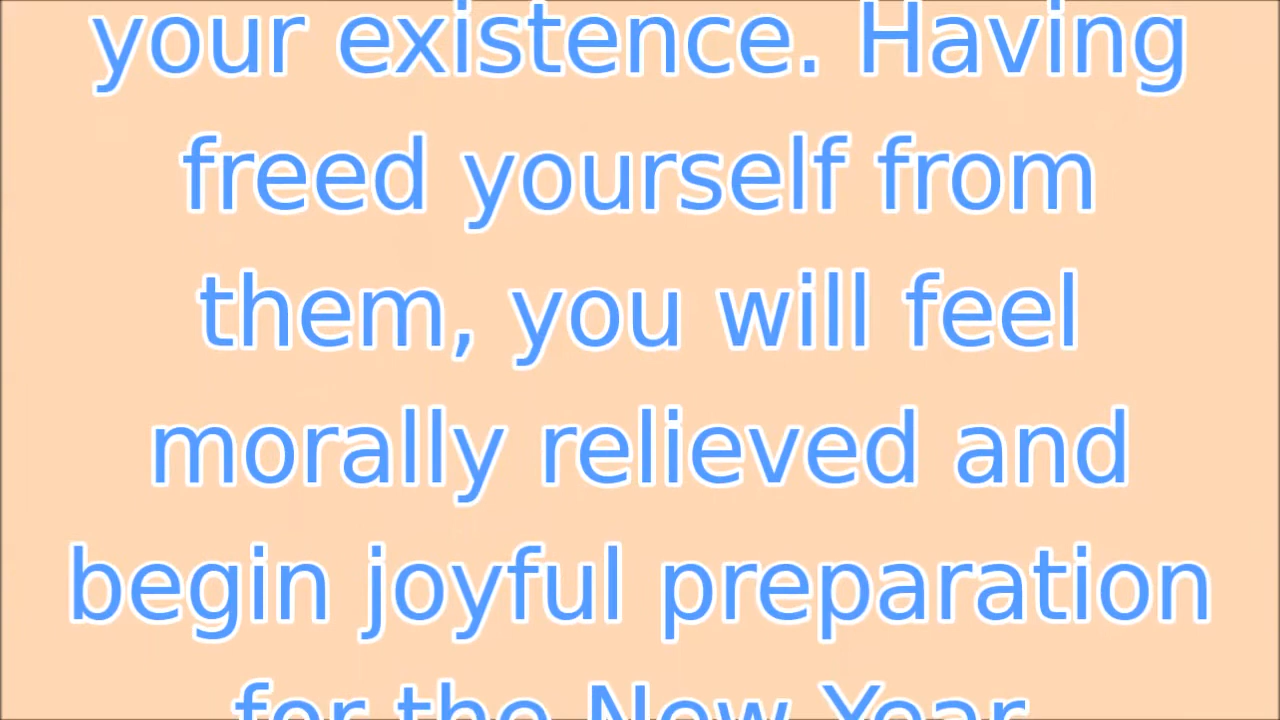 your existence. Having
freed yourself from
them, you will feel
morally relieved and
begin joyful preparation
for the New Year.